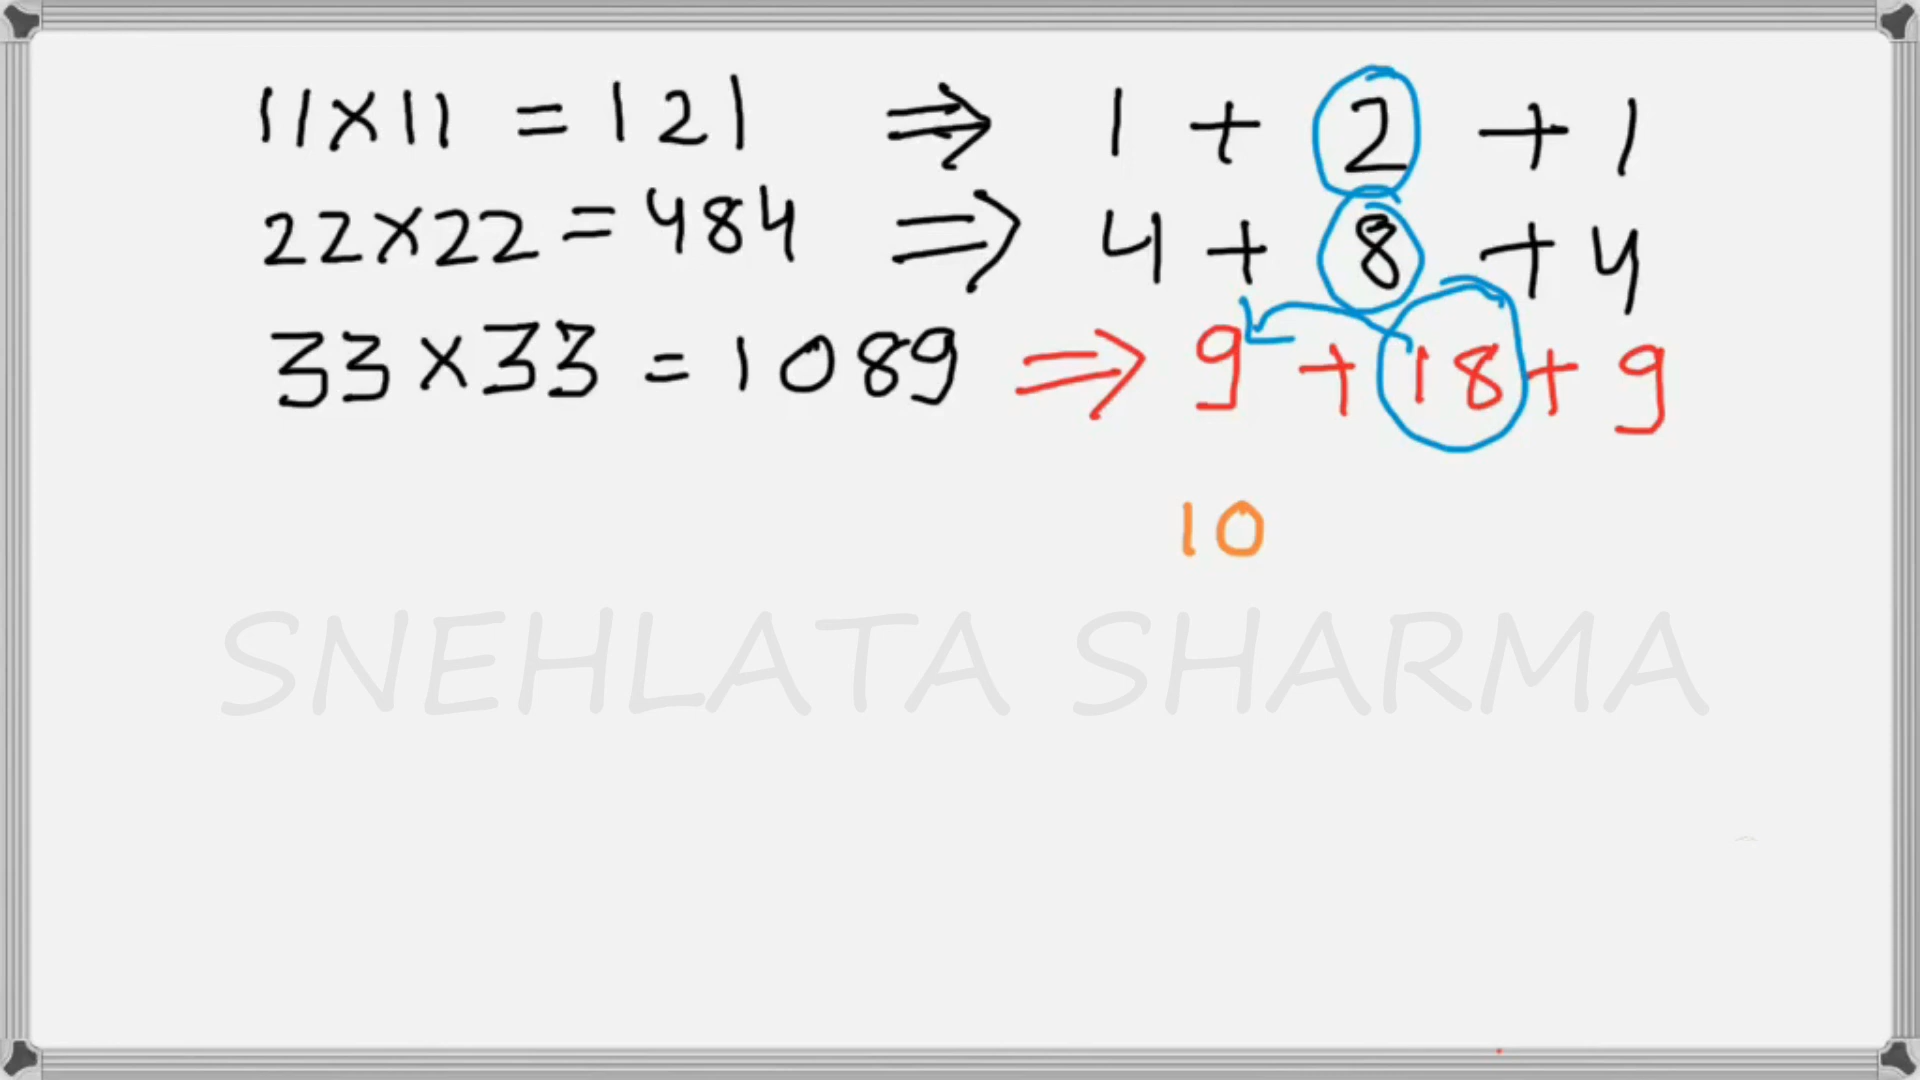 11×11 = 121 ⇒ 1 + 2 + 1
22×22 = 484 ⇒ 4 + 8 + 4
33×33 = 1089 ⇒ 9 + 18 + 9
10
SNEHLATA SHARMA